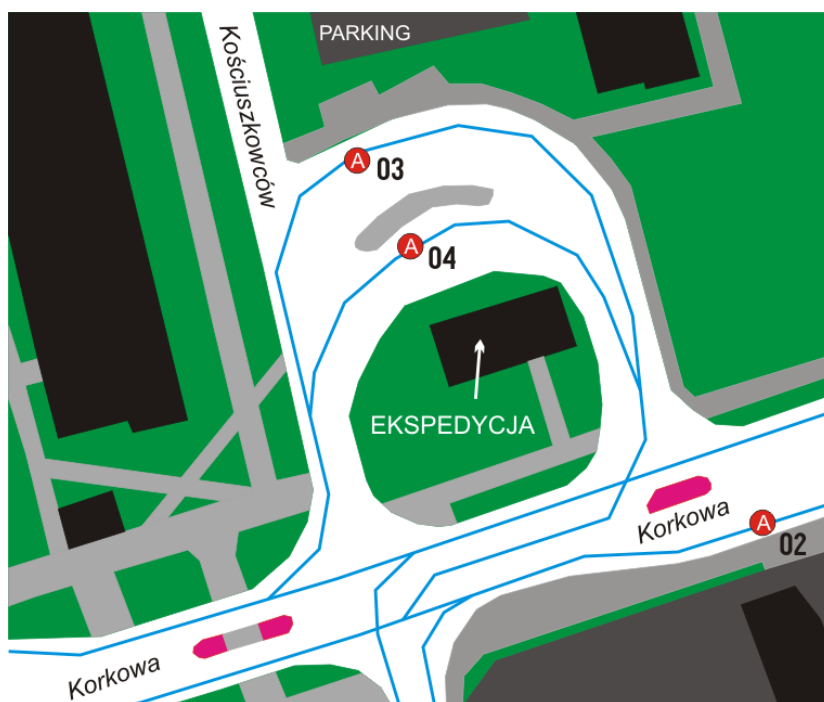 PARKING
Kościuszkowców
A 03
A 04
EKSPEDYCJA
Korkowa
A 02
Korkowa